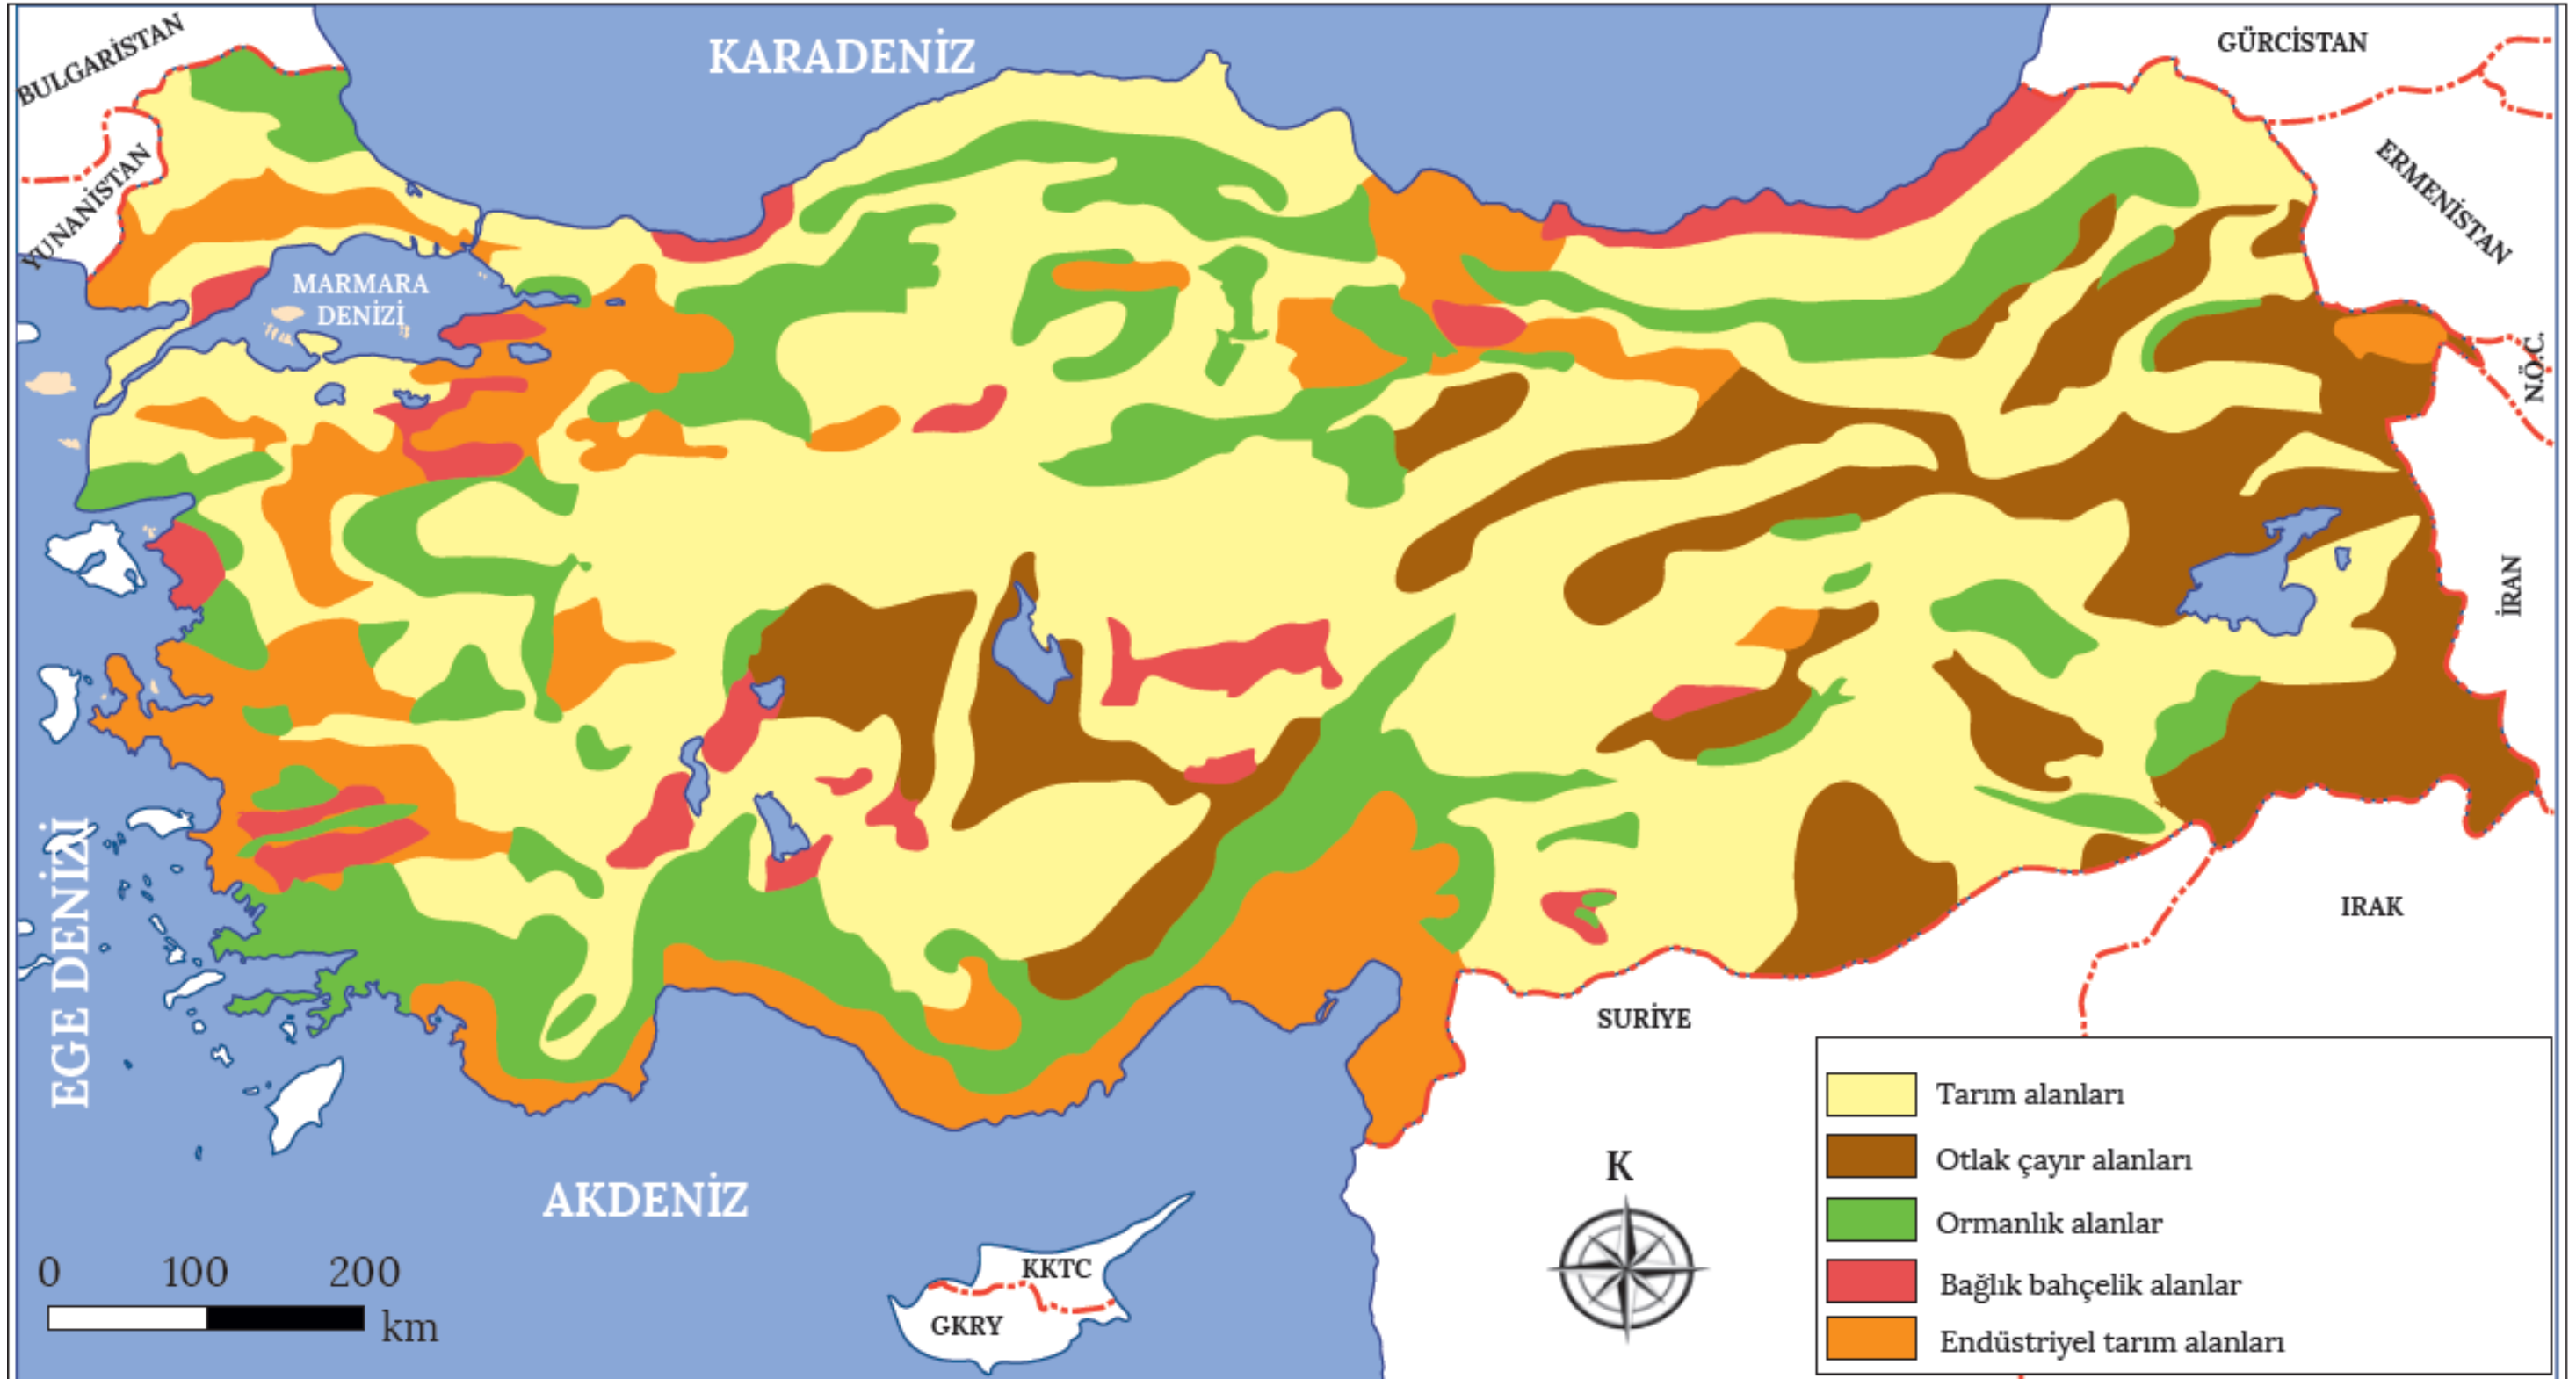 BULGARİSTAN
KARADENİZ
GÜRCİSTAN
YUNANİSTAN
ERMENİSTAN
MARMARA
DENİZİ
N.Ö.C.
İRAN
EGE DENİZİ
IRAK
SURİYE
AKDENİZ
K
KKTC
GKRY
0 100 200
km
Tarım alanları
Otlak çayır alanları
Ormanlık alanlar
Bağlık bahçelik alanlar
Endüstriyel tarım alanları